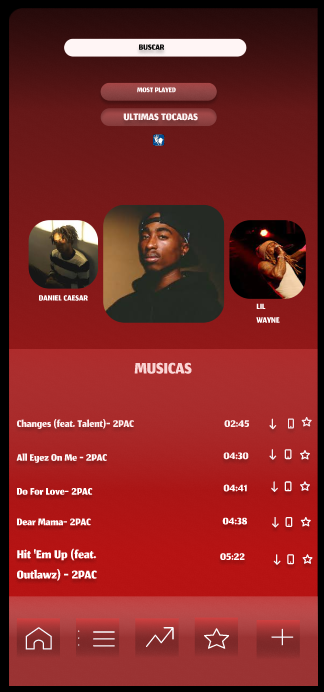 BUSCAR
MOST PLAYED
ULTIMAS TOCADAS
DANIEL CAESAR
LIL
WAYNE
MUSICAS
Changes (feat. Talent)- 2PAC 02:45
All Eyez On Me - 2PAC 04:30
Do For Love- 2PAC 04:41
Dear Mama- 2PAC 04:38
Hit 'Em Up (feat. 05:22
Outlawz) - 2PAC